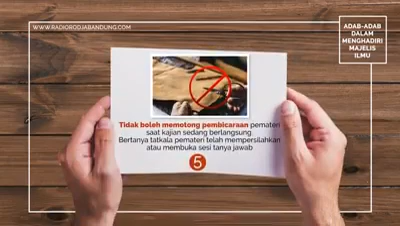 WWW.RADIORODJABANDUNG.COM
ADAB-ADAB
DALAM
MENGHADIRI
MAJELIS
ILMU
Tidak boleh memotong pembicaraan pemateri
saat kajian sedang berlangsung.
Bertanya tatkala pemateri telah mempersilahkan
atau membuka sesi tanya jawab
5